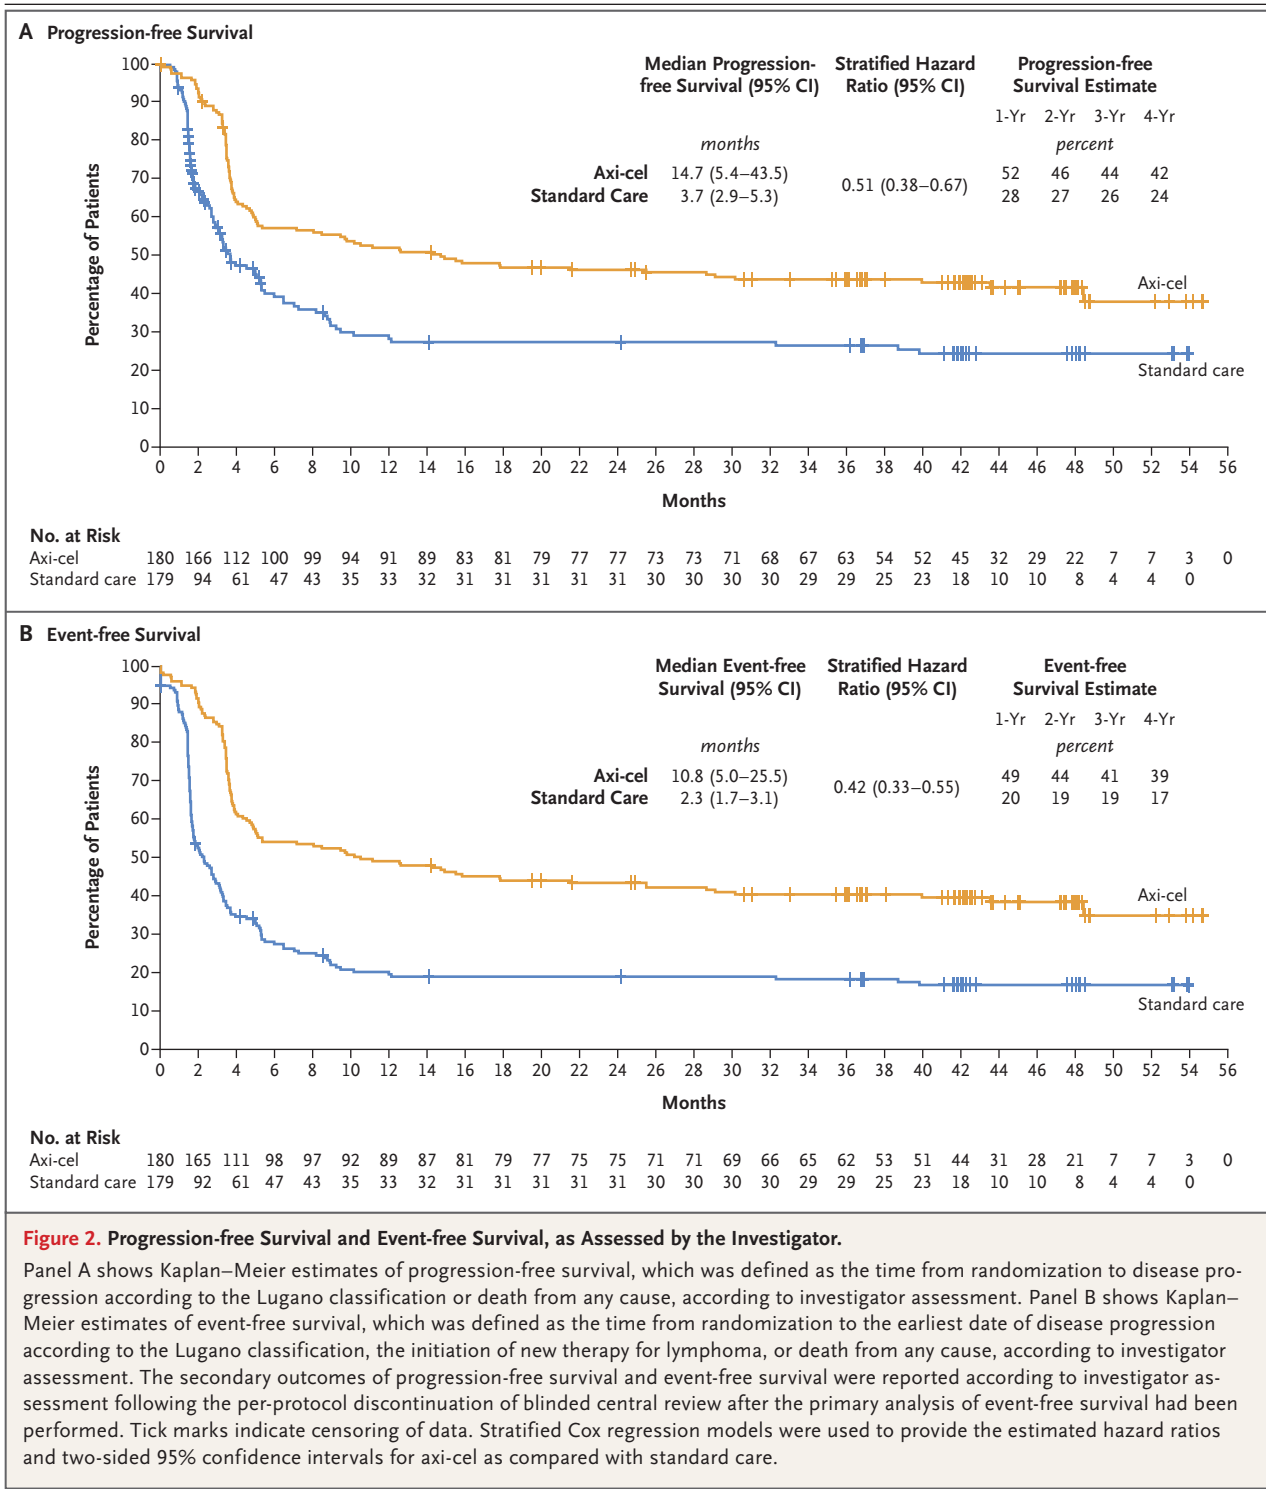 A Progression-free Survival
Median Progression-free Survival (95% CI)
Stratified Hazard Ratio (95% CI)
Progression-free Survival Estimate
1-Yr 2-Yr 3-Yr 4-Yr
months
percent
Axi-cel 14.7 (5.4–43.5) 52 46 44 42
0.51 (0.38–0.67)
Standard Care 3.7 (2.9–5.3) 28 27 26 24
Percentage of Patients
100
90
80
70
60
50
40
30
20
10
0
Axi-cel
Standard care
0 2 4 6 8 10 12 14 16 18 20 22 24 26 28 30 32 34 36 38 40 42 44 46 48 50 52 54 56
Months
No. at Risk
Axi-cel 180 166 112 100 99 94 91 89 83 81 79 77 77 73 73 71 68 67 63 54 52 45 32 29 22 7 7 3 0
Standard care 179 94 61 47 43 35 33 32 31 31 31 31 31 30 30 30 30 29 29 25 23 18 10 10 8 4 4 0
B Event-free Survival
Median Event-free Survival (95% CI)
Stratified Hazard Ratio (95% CI)
Event-free Survival Estimate
1-Yr 2-Yr 3-Yr 4-Yr
months
percent
Axi-cel 10.8 (5.0–25.5) 49 44 41 39
0.42 (0.33–0.55)
Standard Care 2.3 (1.7–3.1) 20 19 19 17
Percentage of Patients
100
90
80
70
60
50
40
30
20
10
0
Axi-cel
Standard care
0 2 4 6 8 10 12 14 16 18 20 22 24 26 28 30 32 34 36 38 40 42 44 46 48 50 52 54 56
Months
No. at Risk
Axi-cel 180 165 111 98 97 92 89 87 81 79 77 75 75 71 71 69 66 65 62 53 51 44 31 28 21 7 7 3 0
Standard care 179 92 61 47 43 35 33 32 31 31 31 31 31 30 30 30 30 29 29 25 23 18 10 10 8 4 4 0
Figure 2. Progression-free Survival and Event-free Survival, as Assessed by the Investigator.
Panel A shows Kaplan–Meier estimates of progression-free survival, which was defined as the time from randomization to disease pro-
gression according to the Lugano classification or death from any cause, according to investigator assessment. Panel B shows Kaplan–
Meier estimates of event-free survival, which was defined as the time from randomization to the earliest date of disease progression
according to the Lugano classification, the initiation of new therapy for lymphoma, or death from any cause, according to investigator
assessment. The secondary outcomes of progression-free survival and event-free survival were reported according to investigator as-
sessment following the per-protocol discontinuation of blinded central review after the primary analysis of event-free survival had been
performed. Tick marks indicate censoring of data. Stratified Cox regression models were used to provide the estimated hazard ratios
and two-sided 95% confidence intervals for axi-cel as compared with standard care.